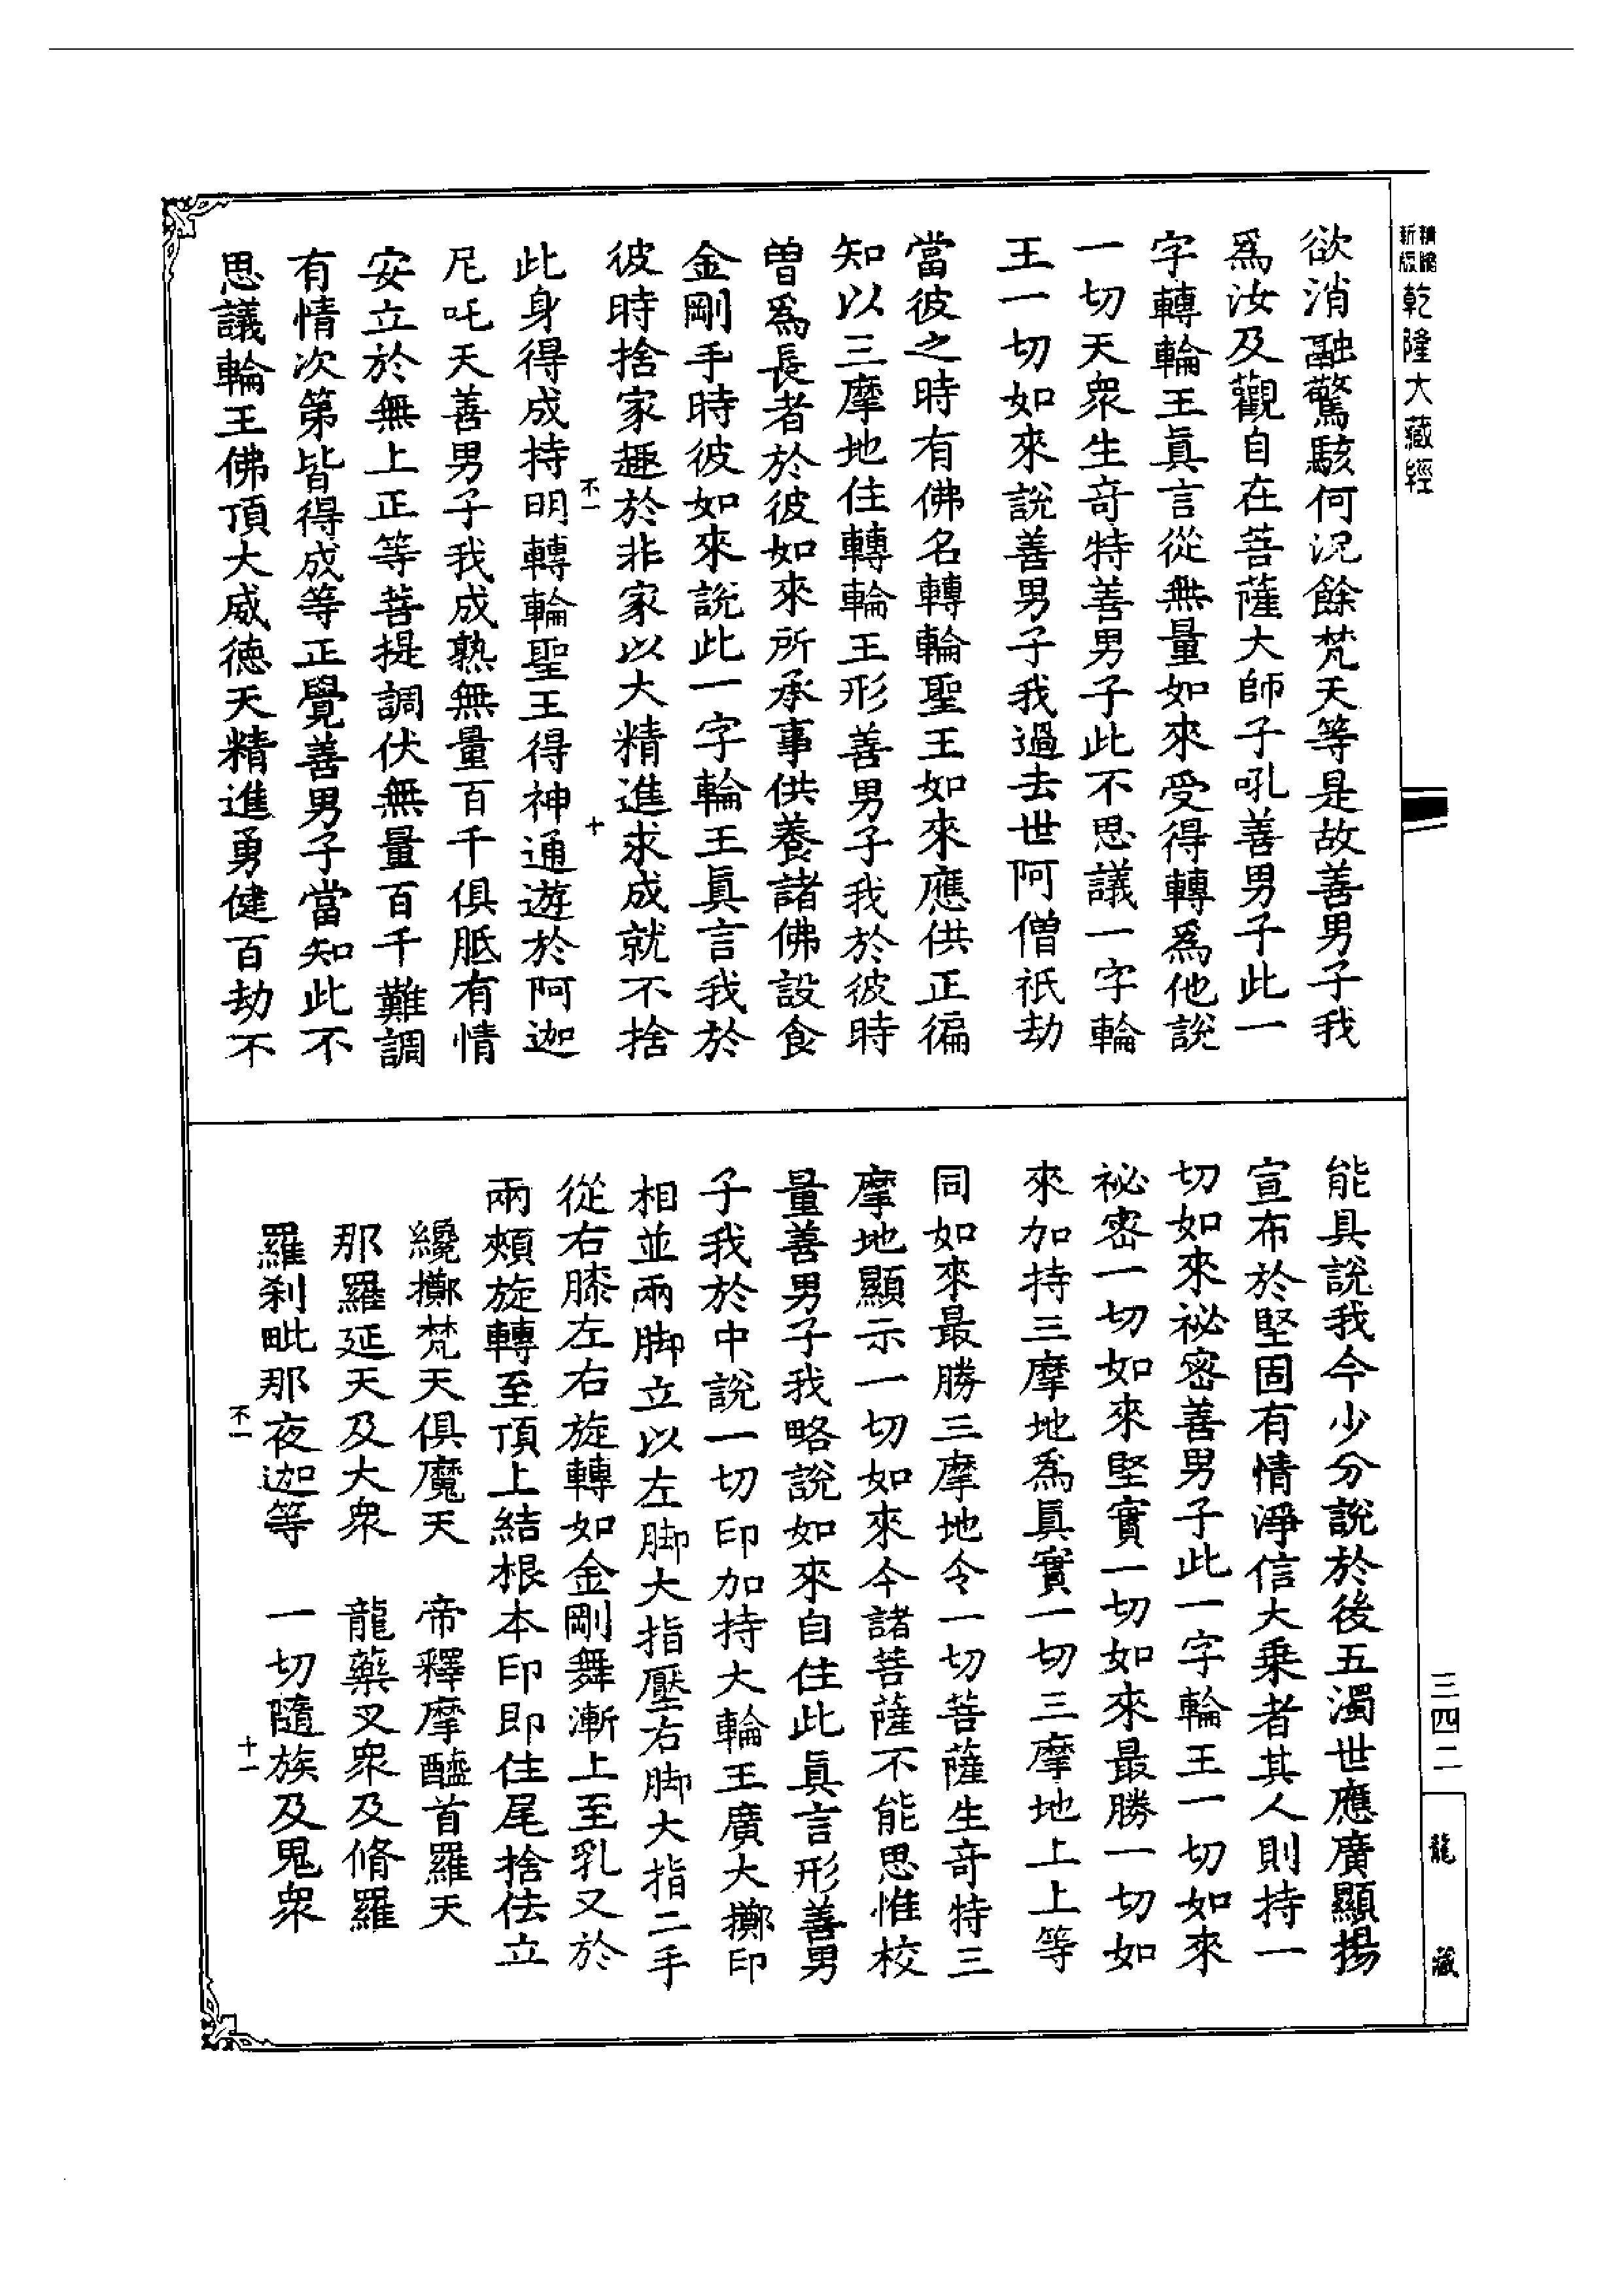 精縮新版乾隆大藏經
欲消融驚駭何況餘梵天等是故善男子我
爲汝及觀自在菩薩大師子吼善男子此一
字轉輪王眞言從無量如來受得轉爲他說
一切天衆生竒特善男子此不思議一字輪
王一切如來說善男子我過去世阿僧祇劫
當彼之時有佛名轉輪聖王如來應供正徧
知以三摩地住轉輪王形善男子我於彼時
曽爲長者於彼如來所承事供養諸佛設食
金剛手時彼如來說此一字輪王眞言我於
彼時捨家趣於非家以大精進求成就不捨
不一 十
此身得成持明轉輪聖王得神通遊於阿迦
尼吒天善男子我成熟無量百千俱胝有情
安立於無上正等菩提調伏無量百千難調
有情次第皆得成等正覺善男子當知此不
思議輪王佛頂大威徳天精進勇健百劫不
能具說我今少分說於後五濁世應廣顯揚
宣布於堅固有情淨信大乗者其人則持一
切如來祕密善男子此一字輪王一切如來
祕密一切如來堅實一切如來最勝一切如
來加持三摩地爲眞實一切三摩地上上等
同如來最勝三摩地令一切菩薩生竒特三
摩地顯示一切如來今諸菩薩不能思惟校
量善男子我略說如來自住此眞言形善男
子我於中說一切印加持大輪王廣大擲印
相並兩脚立以左脚大指壓右脚大指二手
從右膝左右旋轉如金剛舞漸上至乳又於
兩頰旋轉至頂上結根本印即住尾捨佉立
纔擲梵天俱魔天 帝釋摩醯首羅天
那羅延天及大衆 龍藥叉衆及脩羅
羅刹毗那夜迦等 一切隨族及鬼衆
不一 十一
三四二
龍藏